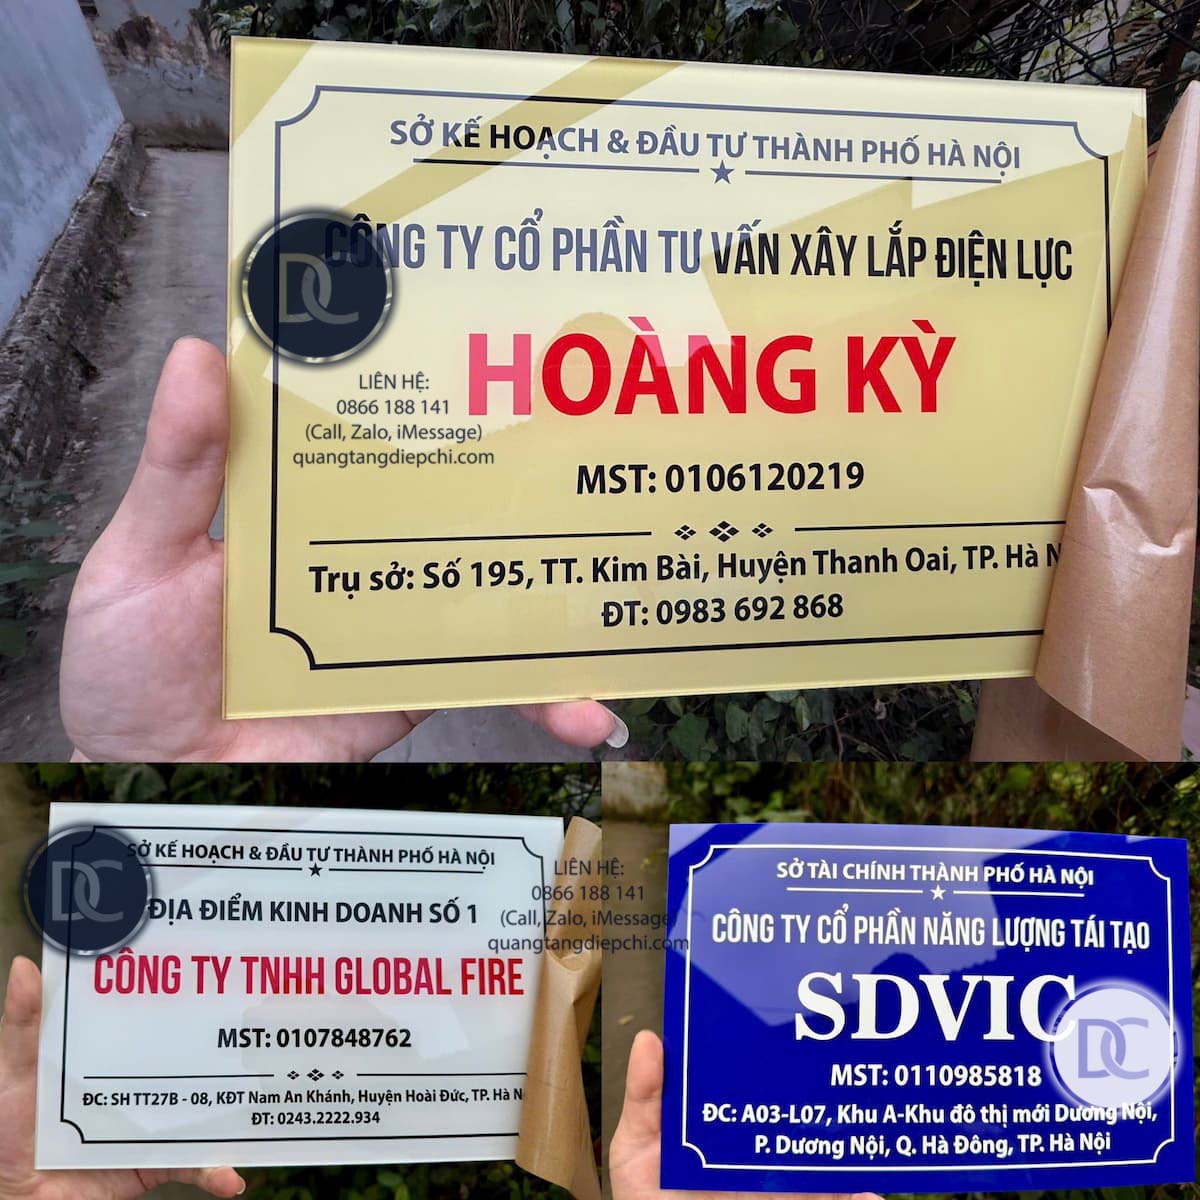 SỞ KẾ HOẠCH & ĐẦU TƯ THÀNH PHỐ HÀ NỘI
CÔNG TY CỔ PHẦN TƯ VẤN XÂY LẮP ĐIỆN LỰC
DC
HOÀNG KỲ
LIÊN HỆ:
0866 188 141
(Call, Zalo, iMessage)
quangtangdiepchi.com
MST: 0106120219
Trụ sở: Số 195, TT. Kim Bài, Huyện Thanh Oai, TP. Hà N
ĐT: 0983 692 868
SỞ KẾ HOẠCH & ĐẦU TƯ THÀNH PHỐ HÀ NỘI
DC
ĐỊA ĐIỂM KINH DOANH SỐ 1
CÔNG TY TNHH GLOBAL FIRE
MST: 0107848762
ĐC: SH TT27B - 08, KĐT Nam An Khánh, Huyện Hoài Đức, TP. Hà N
ĐT: 0243.2222.934
LIÊN HỆ:
0866 188 141
(Call, Zalo, iMessage)
quangtangdiepchi.com
SỞ TÀI CHÍNH THÀNH PHỐ HÀ NỘI
CÔNG TY CỔ PHẦN NĂNG LƯỢNG TÁI TẠO
SDVIC
DC
MST: 0110985818
ĐC: A03-L07, Khu A-Khu đô thị mới Dương Nội,
P. Dương Nội, Q. Hà Đông, TP. Hà Nội